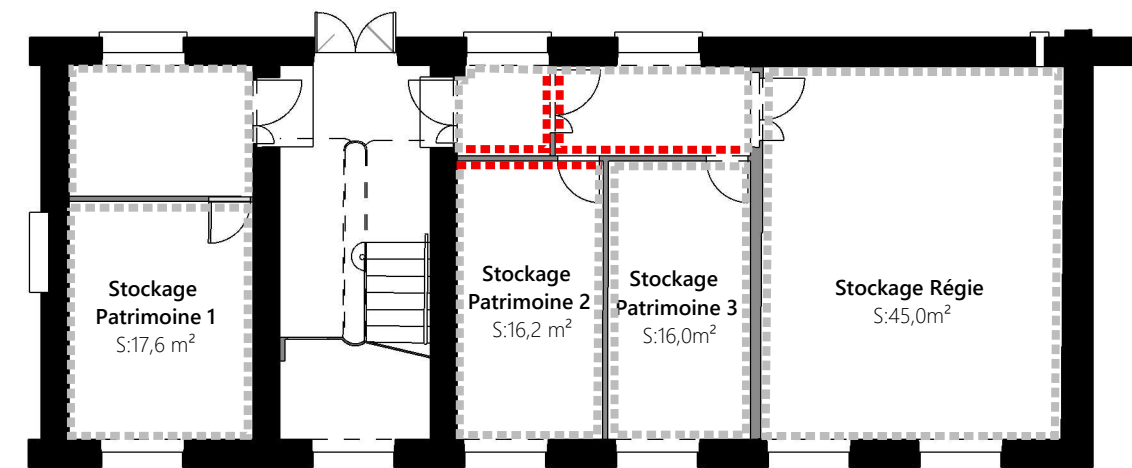 Stockage
Patrimoine 1
S:17,6 m²
Stockage
Patrimoine 2
S:16,2 m²
Stockage
Patrimoine 3
S:16,0m²
Stockage Régie
S:45,0m²